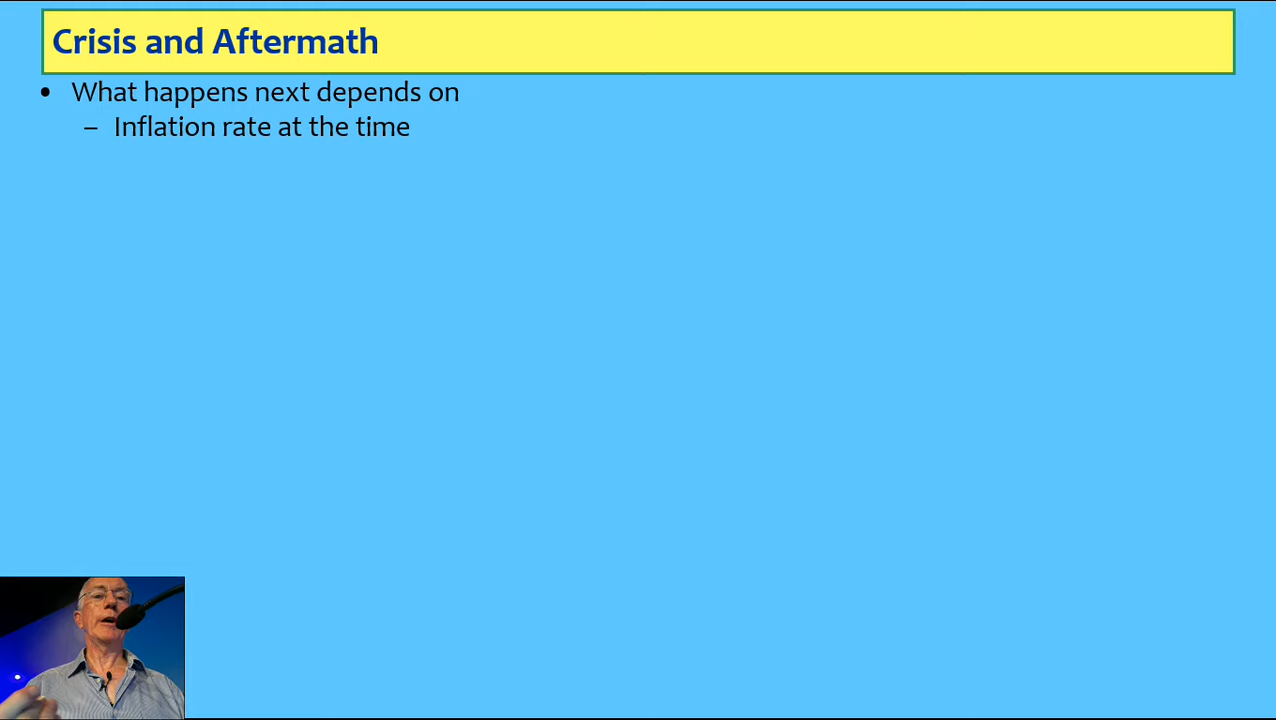 Crisis and Aftermath
• What happens next depends on
– Inflation rate at the time